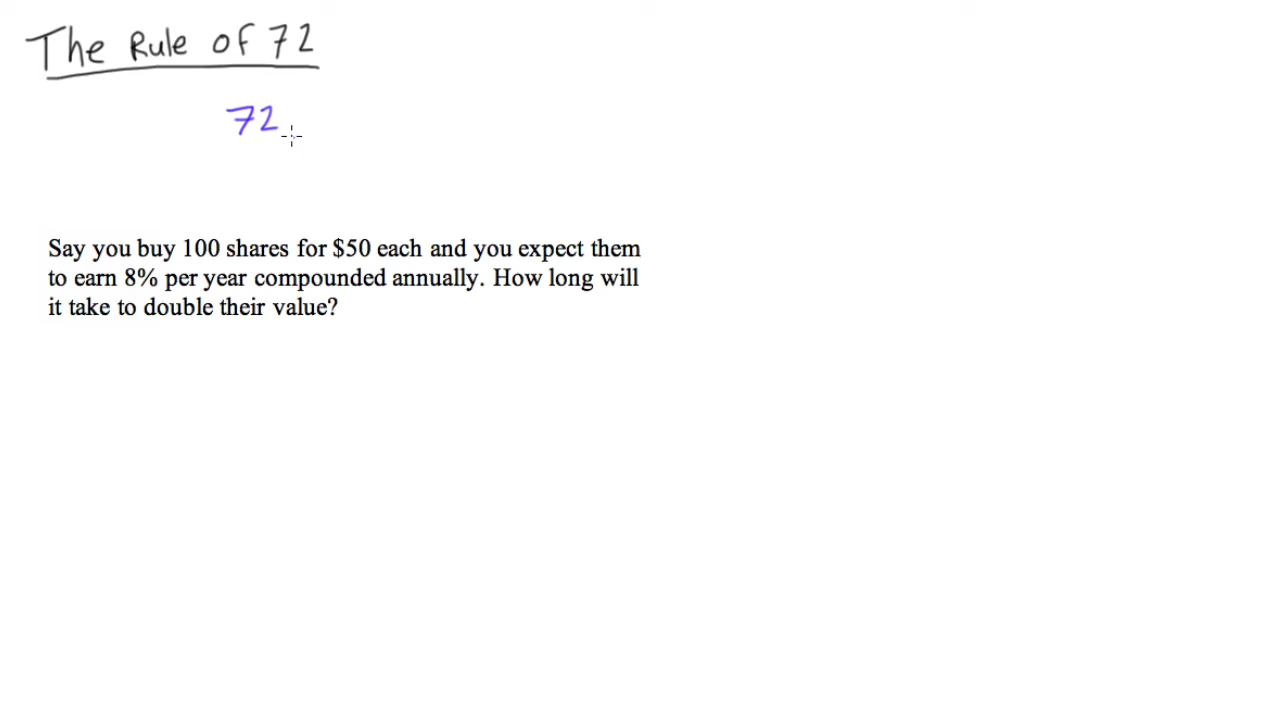 The Rule of 72
72
Say you buy 100 shares for $50 each and you expect them
to earn 8% per year compounded annually. How long will
it take to double their value?